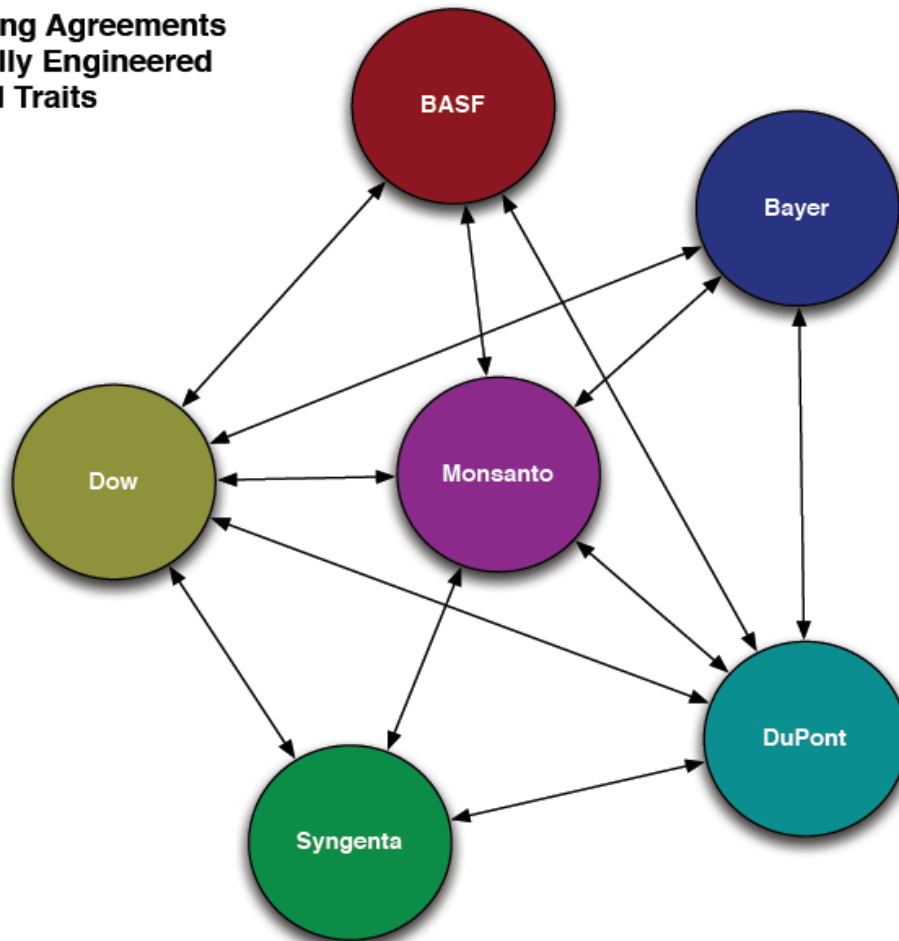 ng Agreements
lly Engineered
Traits
BASF
Bayer
Dow
Monsanto
DuPont
Syngenta